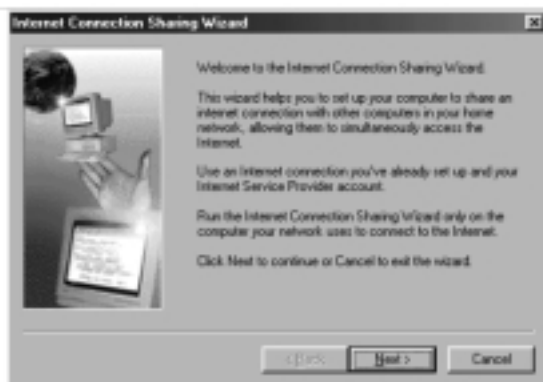 Internet Connection Sharing Wizard
Welcome to the Internet Connection Sharing Wizard.
This wizard helps you to set up your computer to share an
internet connection with other computers in your home
network, allowing them to simultaneously access the
Internet.
Use an Internet connection you've already set up and your
Internet Service Provider account.
Run the Internet Connection Sharing Wizard only on the
computer your network uses to connect to the Internet.
Click Next to continue or Cancel to exit the wizard.
< Back Next > Cancel